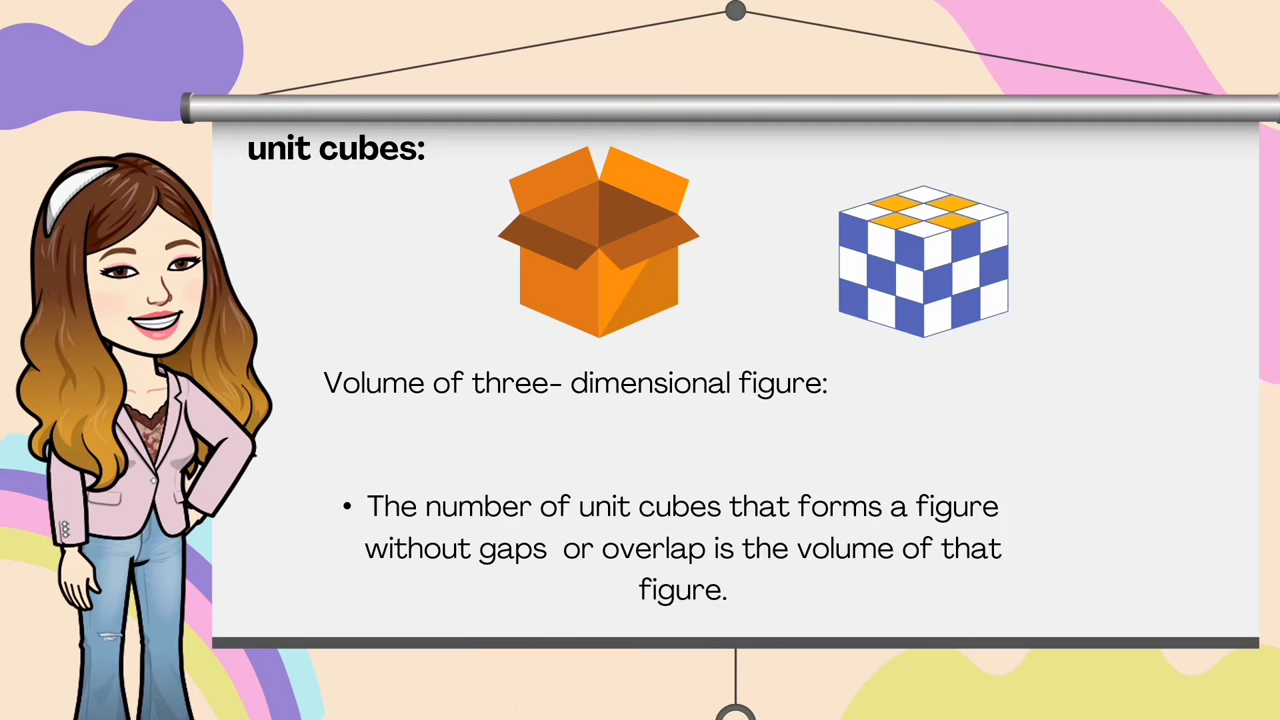 unit cubes:
Volume of three- dimensional figure:
• The number of unit cubes that forms a figure
without gaps or overlap is the volume of that
figure.